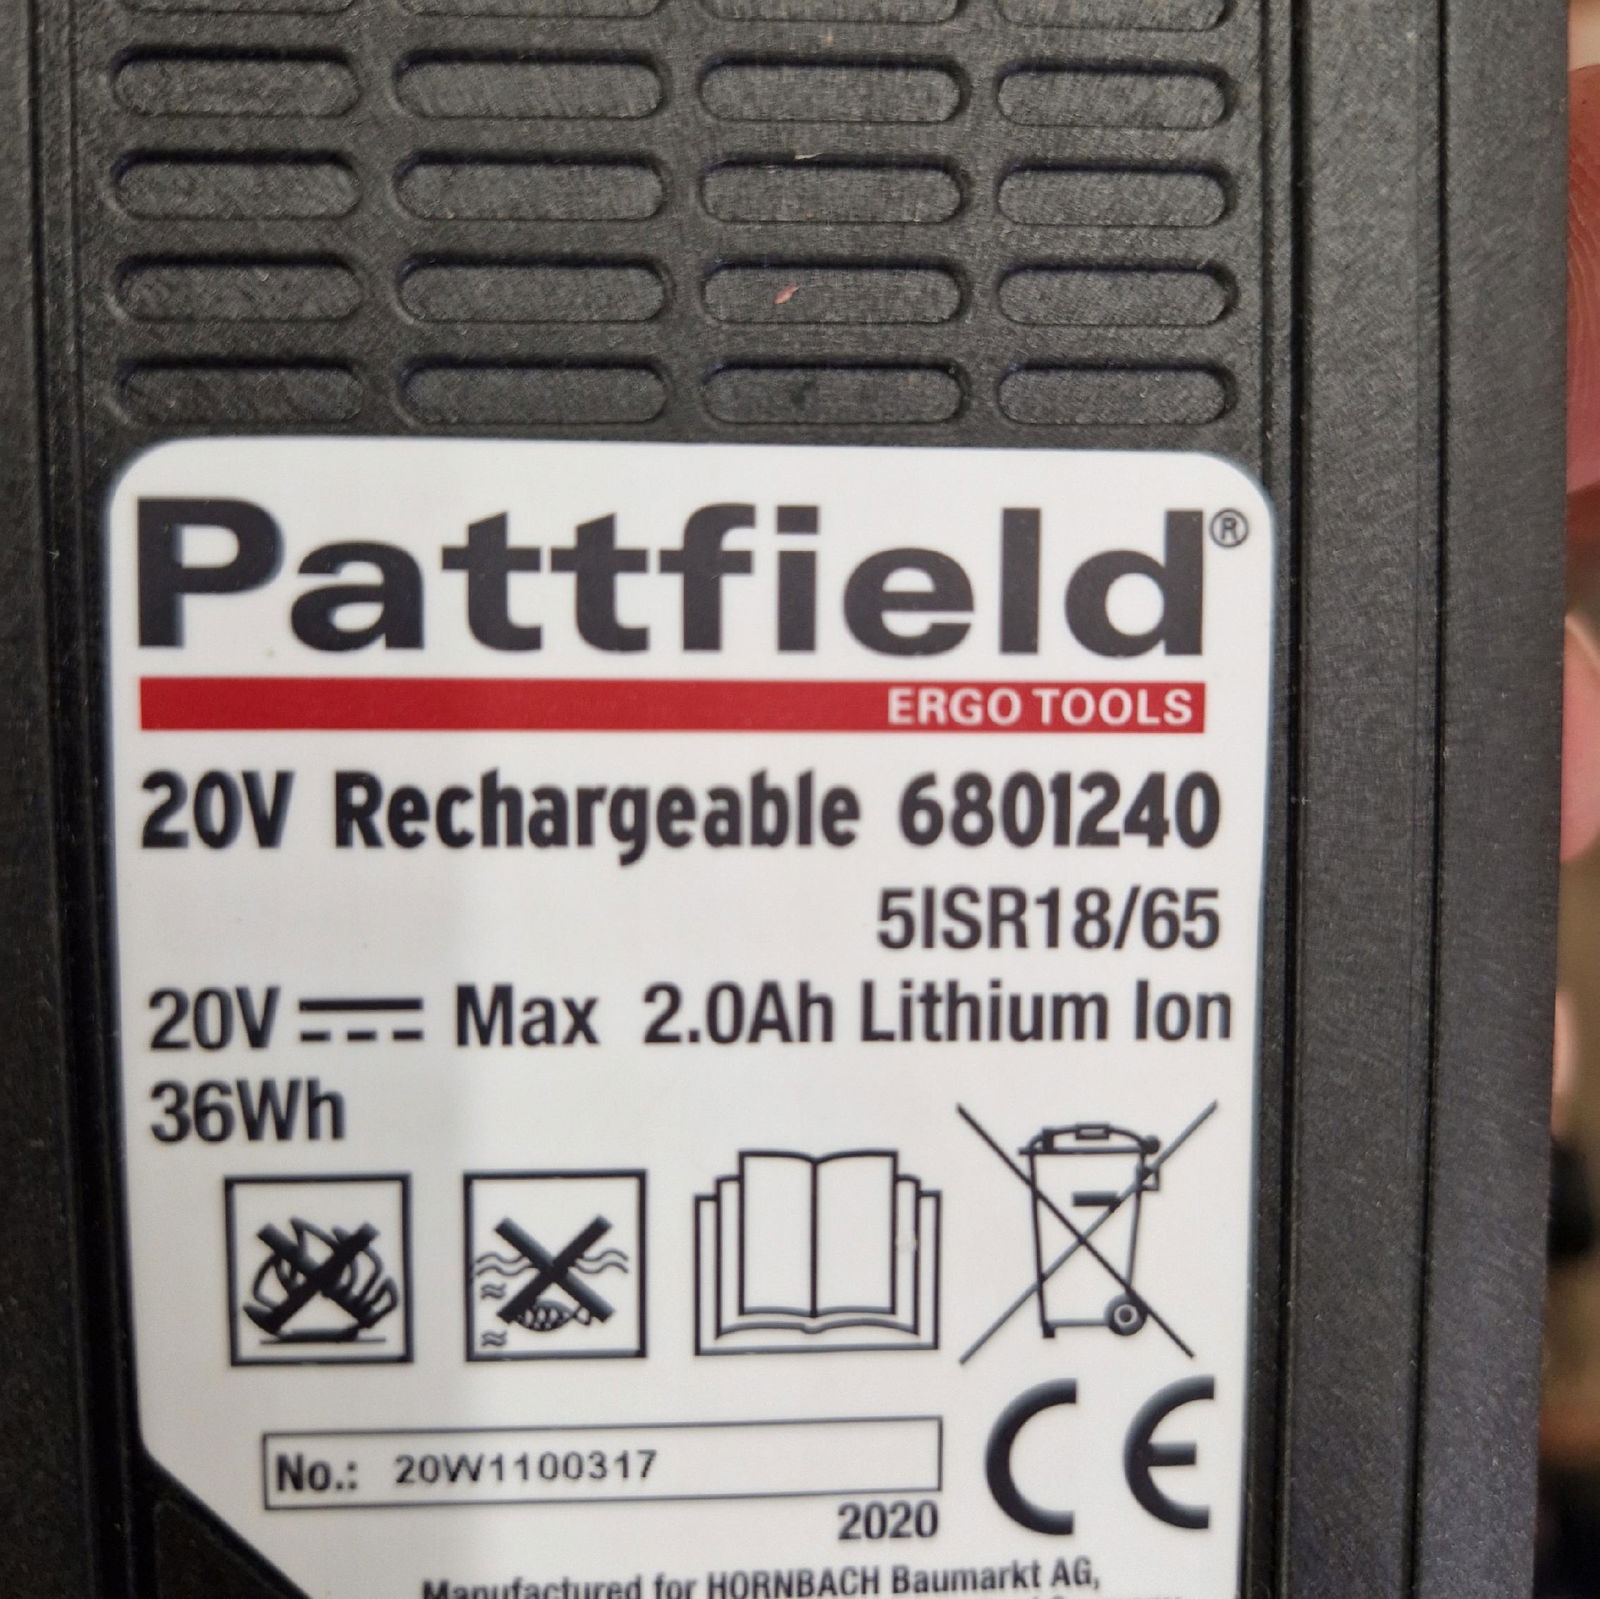 Pattfield®
ERGO TOOLS
20V Rechargeable 6801240
5ISR18/65
20V ⎓ Max 2.0Ah Lithium Ion
36Wh
No.: 20W1100317
2020
CE
Manufactured for HORNBACH Baumarkt AG,